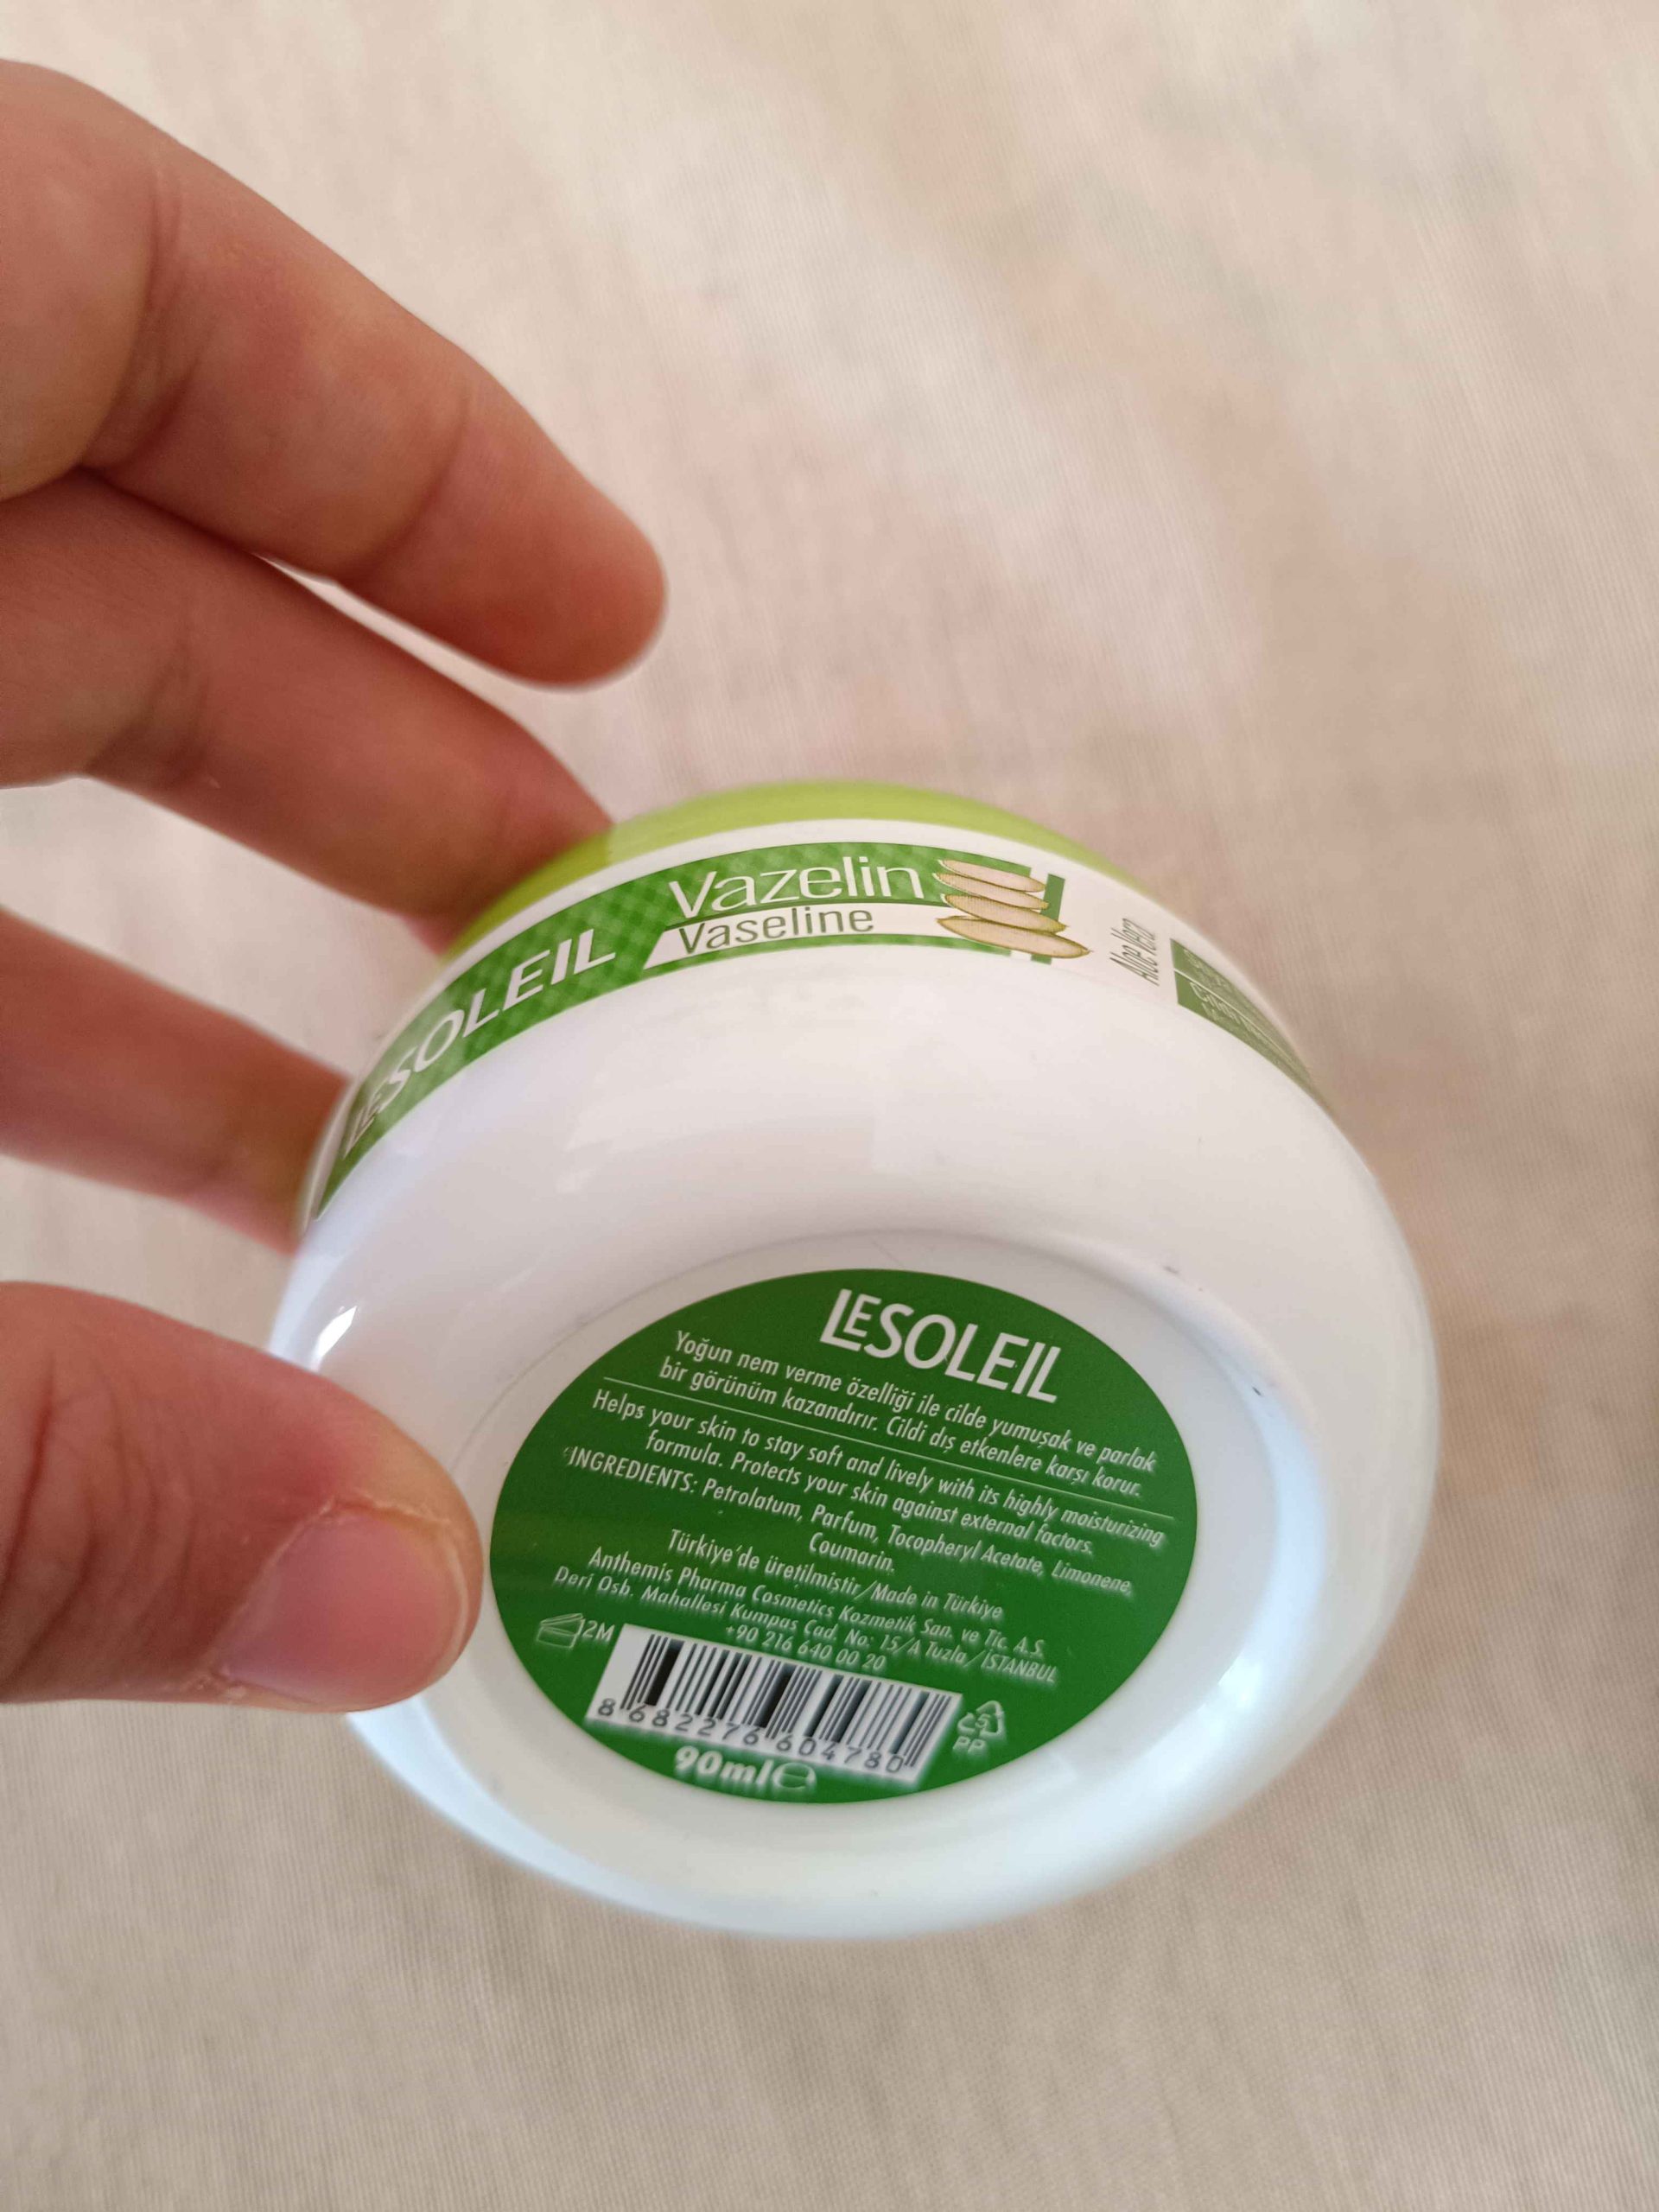 LESOLEIL
Vazelin
Vaseline
Aloe Vera
LESOLEIL
Yoğun nem verme özelliği ile cilde yumuşak ve parlak
bir görünüm kazandırır. Cildi dış etkenlere karsı korur.
Helps your skin to stay soft and lively with its highly moisturizing
formula. Protects your skin against external factors.
INGREDIENTS: Petrolatum, Parfum, Tocopheryl Acetate, Limonene,
Coumarin.
Türkiye'de üretilmiştir/Made in Türkiye
Anthemis Pharma Cosmetics Kozmetik San. ve Tic. A.S.
Deri Osb. Mahallesi Kumpas Cad. No: 15/A Tuzla/İSTANBUL
+90 216 640 00 20
12M
8 682276 604780
5
PP
90ml℮